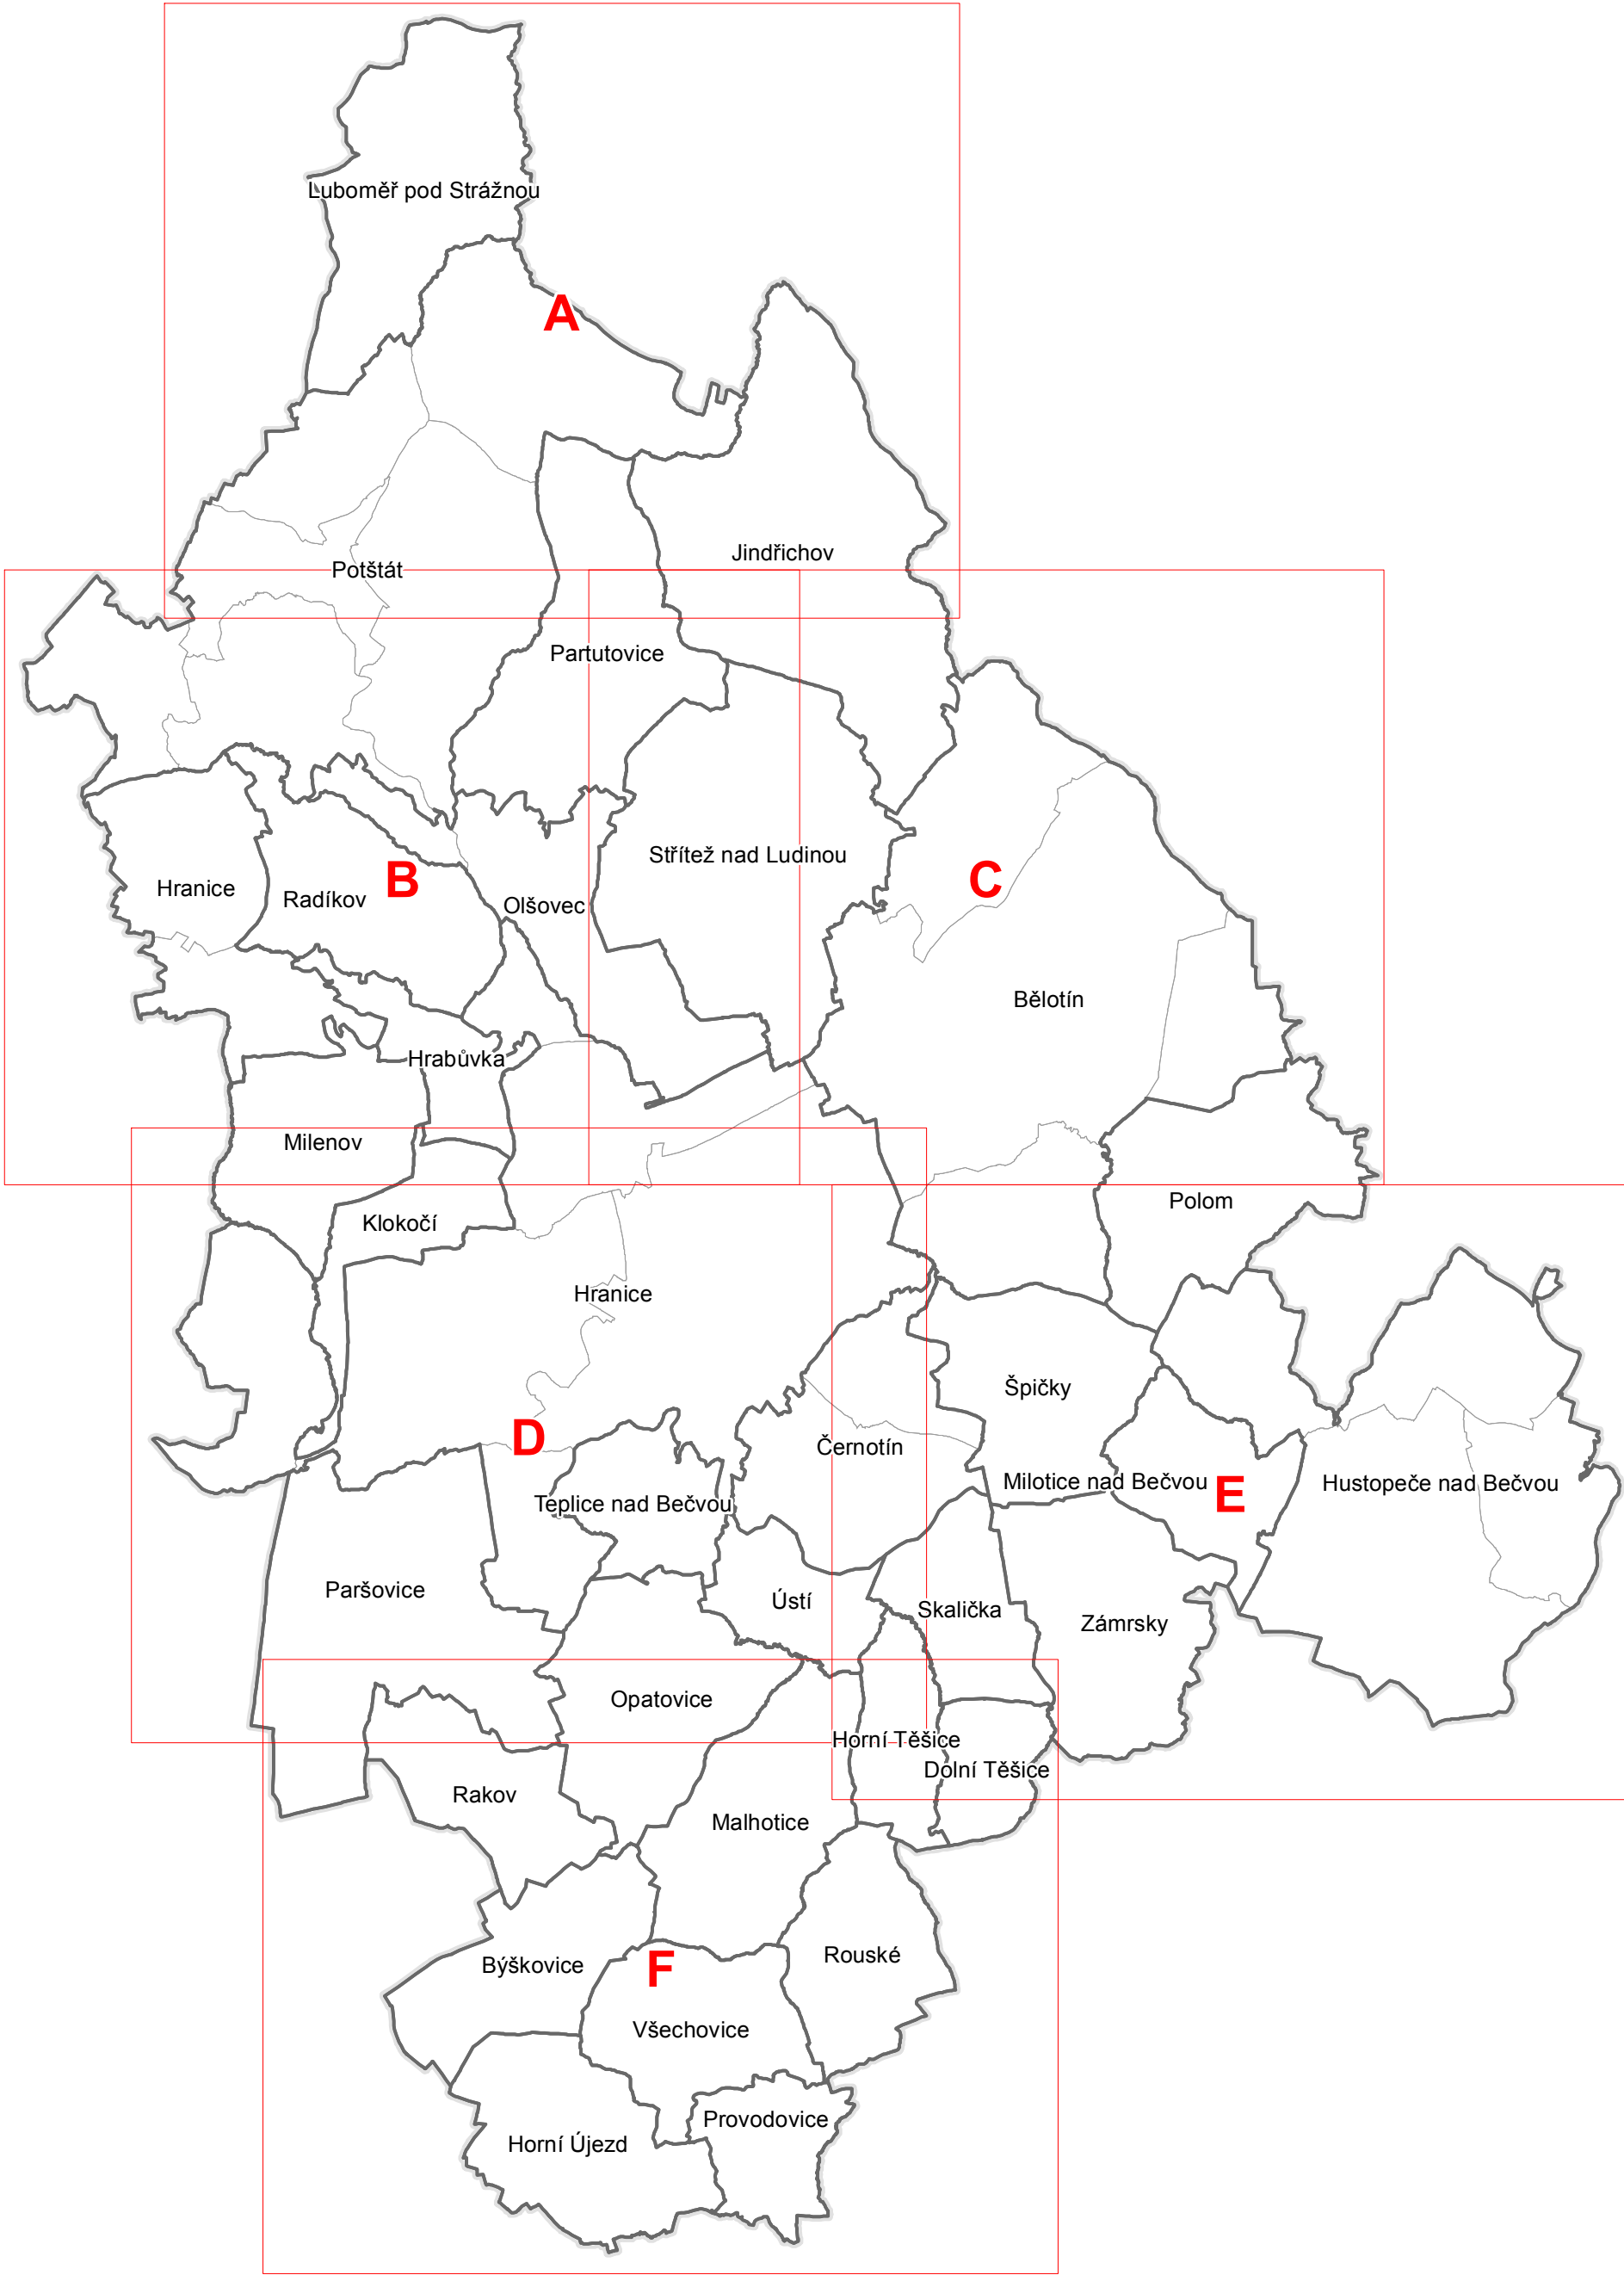 Luboměř pod Strážnou
A
Jindřichov
Potštát
Partutovice
Střítež nad Ludinou
B
C
Hranice
Radíkov
Olšovec
Bělotín
Hrabůvka
Milenov
Polom
Klokočí
Hranice
Špičky
D
Černotín
Milotice nad Bečvou
E
Hustopeče nad Bečvou
Teplice nad Bečvou
Paršovice
Ústí
Skalička
Zámrsky
Opatovice
Horní Těšice
Dolní Těšice
Rakov
Malhotice
Rouské
Býškovice
F
Všechovice
Provodovice
Horní Újezd